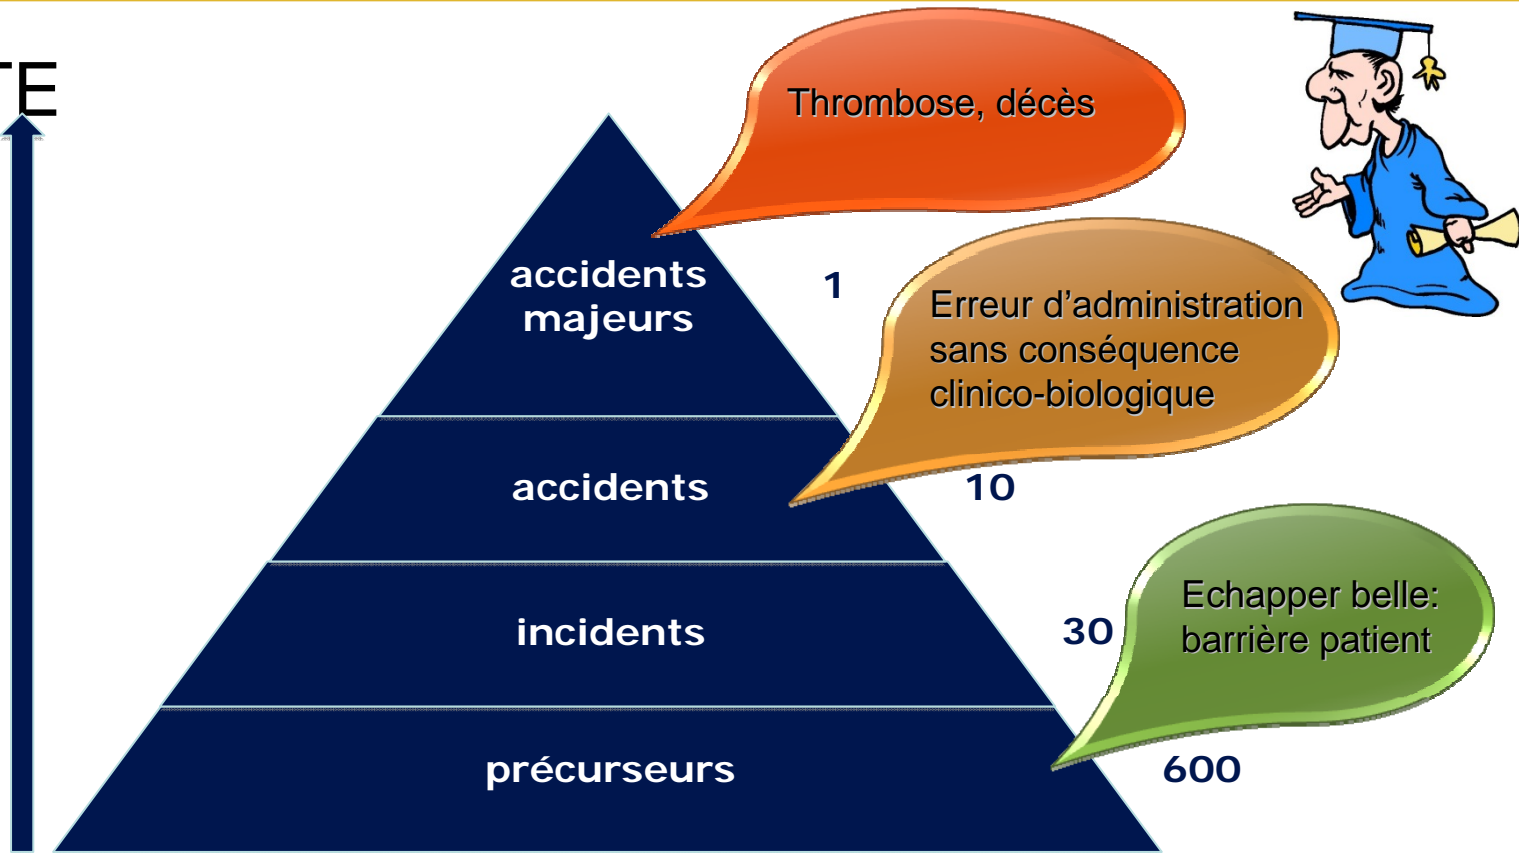 TE
Thrombose, décès
accidents
majeurs
1
Erreur d’administration
sans conséquence
clinico-biologique
accidents
10
incidents
30
Echapper belle:
barrière patient
précurseurs
600